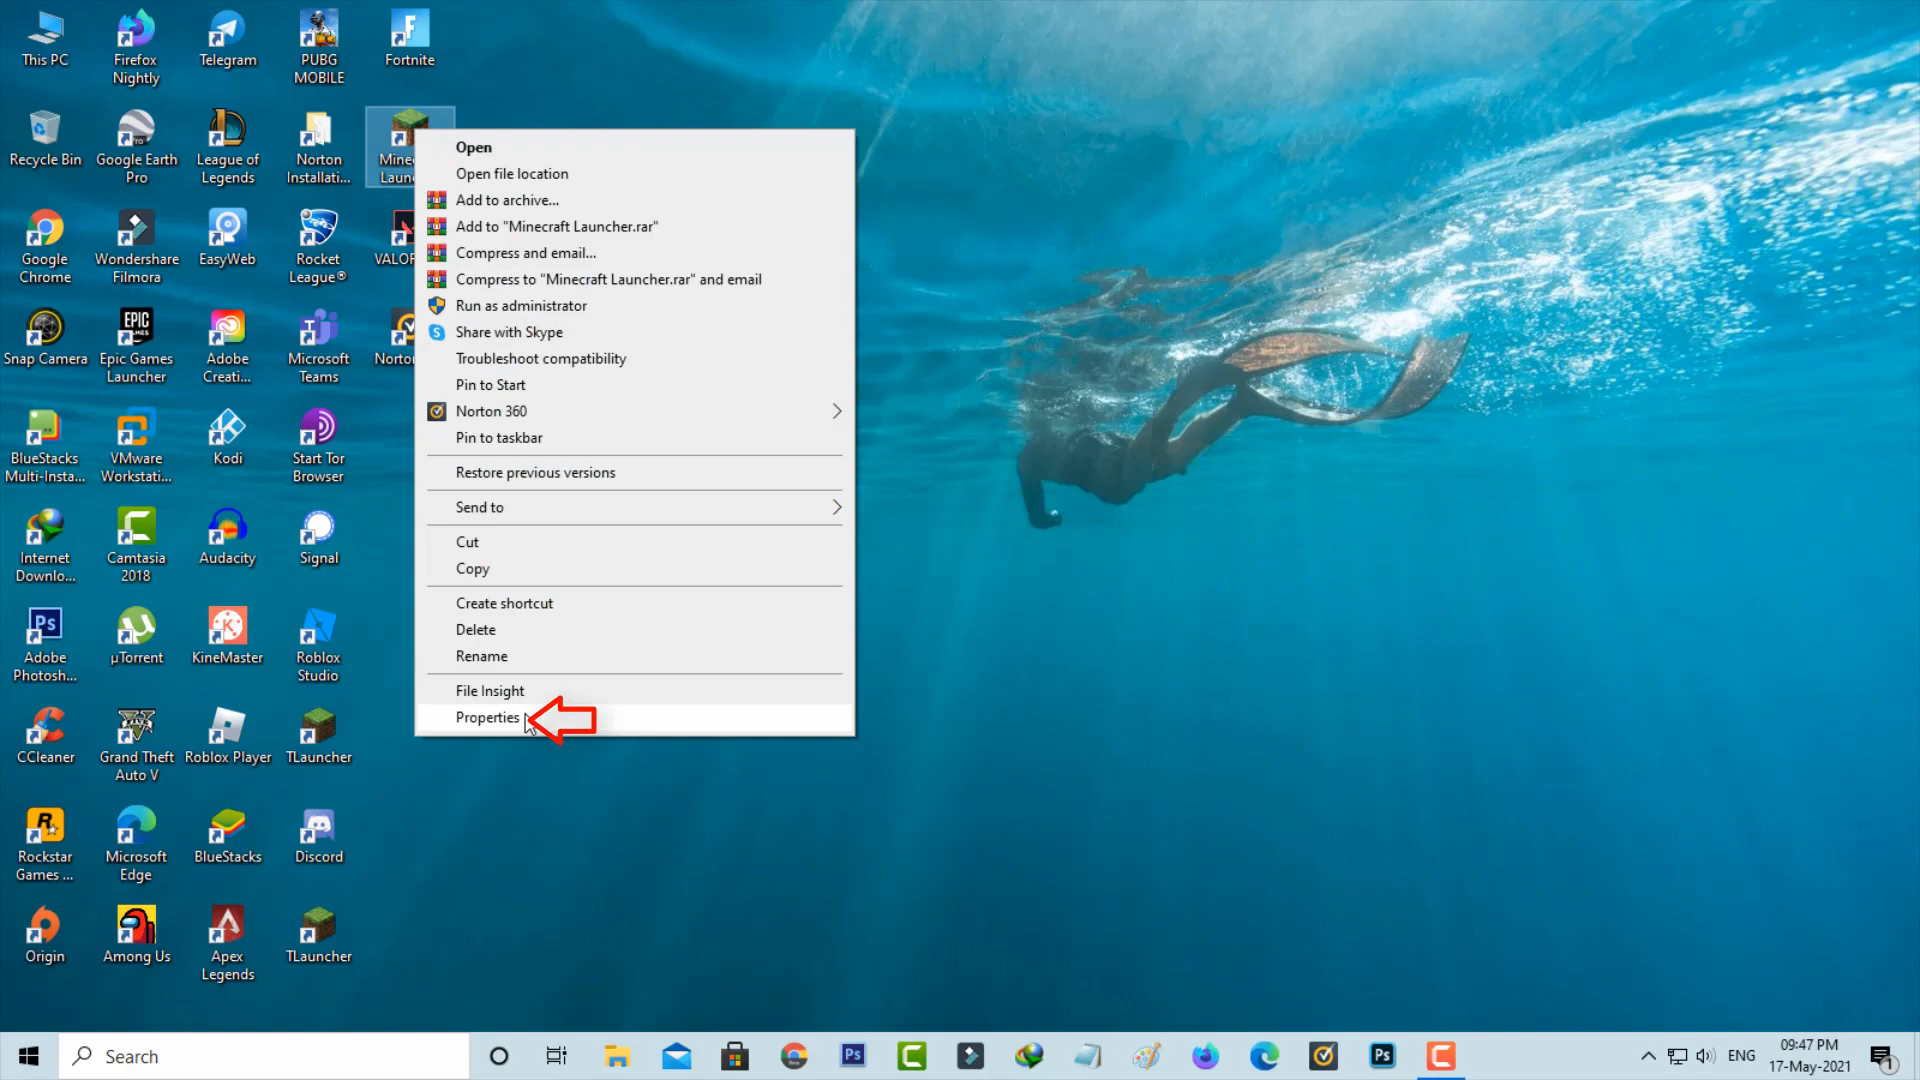 This PC
Firefox
Nightly
Telegram
PUBG
MOBILE
Fortnite
Recycle Bin
Google Earth
Pro
League of
Legends
Norton
Installati...
Google
Chrome
Wondershare
Filmora
EasyWeb
Rocket
League®
Snap Camera
Epic Games
Launcher
Adobe
Creati...
Microsoft
Teams
BlueStacks
Multi-Insta...
VMware
Workstati...
Kodi
Start Tor
Browser
Internet
Downlo...
Camtasia
2018
Audacity
Signal
Adobe
Photosh...
µTorrent
KineMaster
Roblox
Studio
CCleaner
Grand Theft
Auto V
Roblox Player
TLauncher
Rockstar
Games ...
Microsoft
Edge
BlueStacks
Discord
Origin
Among Us
Apex
Legends
TLauncher
Open
Open file location
Add to archive...
Add to "Minecraft Launcher.rar"
Compress and email...
Compress to "Minecraft Launcher.rar" and email
Run as administrator
Share with Skype
Troubleshoot compatibility
Pin to Start
Norton 360
Pin to taskbar
Restore previous versions
Send to
Cut
Copy
Create shortcut
Delete
Rename
File Insight
Properties
Search
ENG
09:47 PM
17-May-2021
1